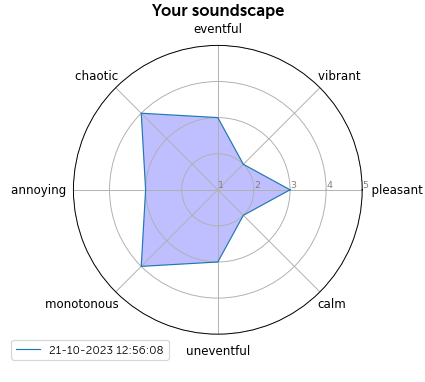 Your soundscape
eventful
chaotic
vibrant
annoying
1
2
3
4
5
pleasant
monotonous
calm
21-10-2023 12:56:08
uneventful